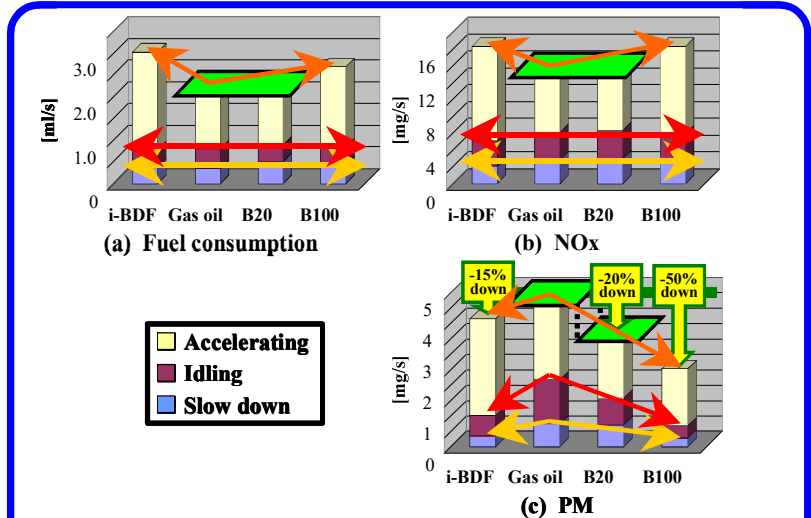 3.0
2.0
1.0
0
[ml/s]
i-BDF Gas oil B20 B100
(a) Fuel consumption
16
12
8
4
0
[mg/s]
i-BDF Gas oil B20 B100
(b) NOx
Accelerating
Idling
Slow down
-15%
down
-20%
down
-50%
down
5
4
3
2
1
0
[mg/s]
i-BDF Gas oil B20 B100
(c) PM